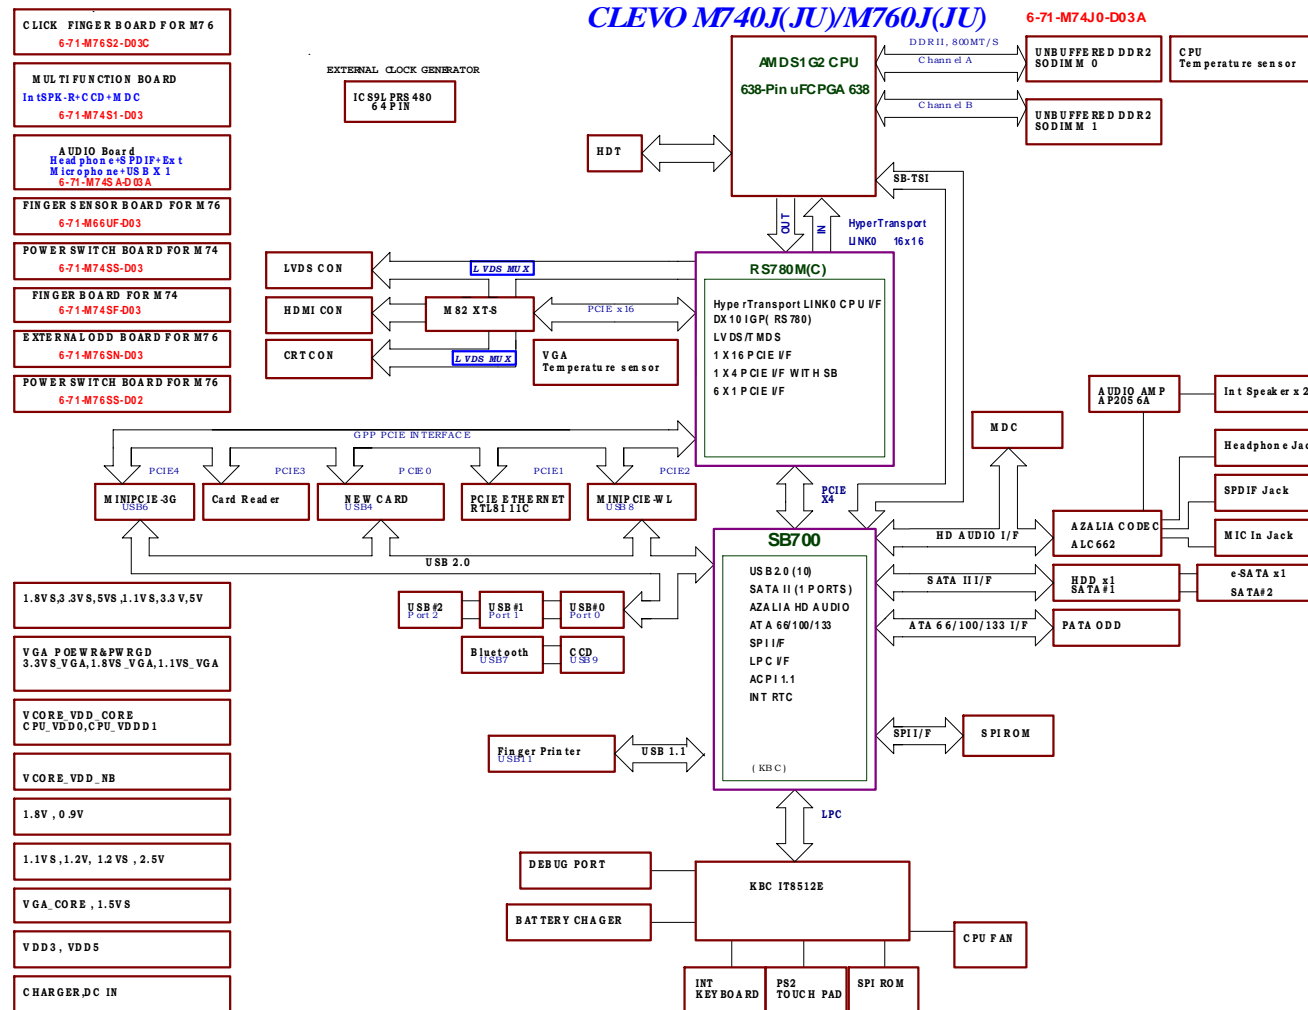 CLEVO M740J(JU)/M760J(JU)
6-71-M74J0-D03A
CLICK FINGER BOARD FOR M76
6-71-M76S2-D03C
MULTIFUNCTION BOARD
IntSPK-R+CCD+MDC
6-71-M74S1-D03
AUDIO Board
Headphone+SPDIF+Ext
Microphone+USB X 1
6-71-M74SA-D03A
FINGER SENSOR BOARD FOR M76
6-71-M66UF-D03
POWER SWITCH BOARD FOR M74
6-71-M74SS-D03
FINGER BOARD FOR M74
6-71-M74SF-D03
EXTERNAL ODD BOARD FOR M76
6-71-M76SN-D03
POWER SWITCH BOARD FOR M76
6-71-M76SS-D02
EXTERNAL CLOCK GENERATOR
ICS9LPRS480
64PIN
AMDS1G2 CPU
638-Pin uFCPGA 638
DDRII, 800MT/S
Channel A
Channel B
UNBUFFERED DDR2
SODIMM 0
UNBUFFERED DDR2
SODIMM 1
CPU
Temperature sensor
HDT
SB-TSI
OUT
IN
HyperTransport
LINK0 16x16
LVDS CON
HDMI CON
CRT CON
LVDS MUX
M82 XT-S
LVDS MUX
PCIE x16
VGA
Temperature sensor
RS780M(C)
HyperTransport LINK0 CPU I/F
DX10 IGP( RS780)
LVDS/TMDS
1 X16 PCIE I/F
1 X4 PCIE I/F WITH SB
6 X1 PCIE I/F
GPP PCIE INTERFACE
PCIE4
PCIE3
PCIE0
PCIE1
PCIE2
MINIPCIE-3G
USB6
Card Reader
NEW CARD
USB4
PCIE ETHERNET
RTL8111C
MINIPCIE-WL
USB8
USB 2.0
PCIE
X4
MDC
AUDIO AMP
AP2056A
Int Speaker x2
Headphone Jac
SPDIF Jack
MIC In Jack
AZALIA CODEC
ALC662
HD AUDIO I/F
SATA II I/F
HDD x1
SATA#1
e-SATA x1
SATA#2
ATA 66/100/133 I/F
PATA ODD
SB700
USB2.0 (10)
SATA II (1 PORTS)
AZALIA HD AUDIO
ATA 66/100/133
SPI I/F
LPC I/F
ACPI 1.1
INT RTC
(KBC)
USB#2
Port 2
USB#1
Port 1
USB#0
Port 0
Bluetooth
USB7
CCD
USB9
Finger Printer
USB11
USB 1.1
SPI I/F
SPI ROM
LPC
DEBUG PORT
BATTERY CHAGER
KBC IT8512E
CPU FAN
INT
KEYBOARD
PS2
TOUCH PAD
SPI ROM
1.8VS,3.3VS,5VS,1.1VS,3.3V,5V
VGA POEWR&PWRGD
3.3VS_VGA,1.8VS_VGA,1.1VS_VGA
VCORE_VDD_CORE
CPU_VDD0,CPU_VDDD1
VCORE_VDD_NB
1.8V , 0.9V
1.1VS ,1.2V, 1.2VS , 2.5V
VGA_CORE , 1.5VS
VDD3 , VDD5
CHARGER,DC IN